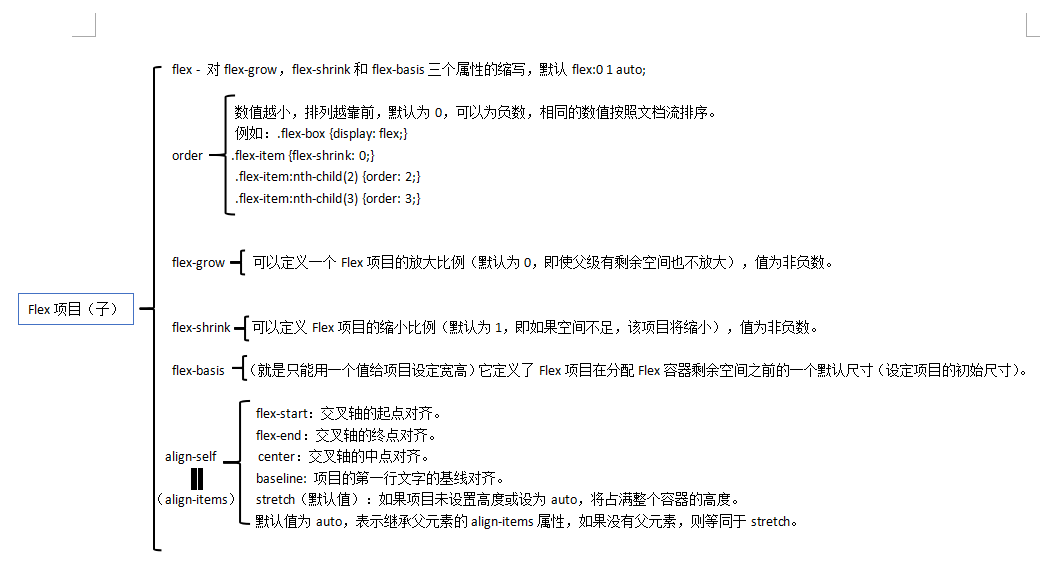 flex - 对 flex-grow，flex-shrink 和 flex-basis 三个属性的缩写，默认 flex:0 1 auto;
order
数值越小，排列越靠前，默认为 0，可以为负数，相同的数值按照文档流排序。
例如：.flex-box {display: flex;}
.flex-item {flex-shrink: 0;}
.flex-item:nth-child(2) {order: 2;}
.flex-item:nth-child(3) {order: 3;}
flex-grow
可以定义一个 Flex 项目的放大比例（默认为 0，即使父级有剩余空间也不放大），值为非负数。
Flex 项目（子）
flex-shrink
可以定义 Flex 项目的缩小比例（默认为 1，即如果空间不足，该项目将缩小），值为非负数。
flex-basis
（就是只能用一个值给项目设定宽高）它定义了 Flex 项目在分配 Flex 容器剩余空间之前的一个默认尺寸（设定项目的初始尺寸）。
align-self
（align-items）
flex-start：交叉轴的起点对齐。
flex-end：交叉轴的终点对齐。
center：交叉轴的中点对齐。
baseline: 项目的第一行文字的基线对齐。
stretch（默认值）：如果项目未设置高度或设为 auto，将占满整个容器的高度。
默认值为 auto，表示继承父元素的 align-items 属性，如果没有父元素，则等同于 stretch。